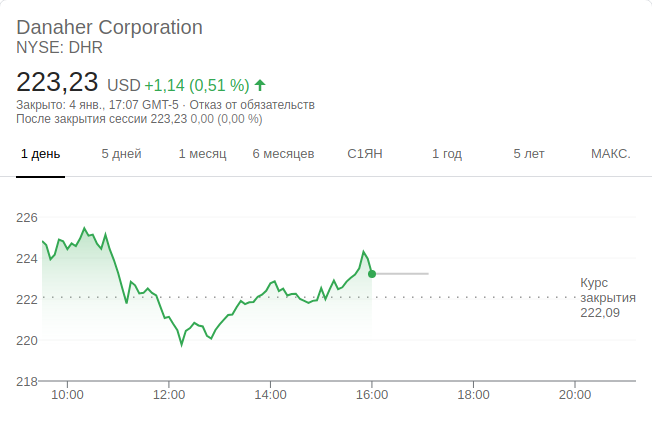 Danaher Corporation
NYSE: DHR
223,23 USD +1,14 (0,51 %)
Закрыто: 4 янв., 17:07 GMT-5 · Отказ от обязательств
После закрытия сессии 223,23 0,00 (0,00 %)
1 день 5 дней 1 месяц 6 месяцев С1ЯН 1 год 5 лет МАКС.
226
224
222
220
218
Курс
закрытия
222,09
10:00 12:00 14:00 16:00 18:00 20:00